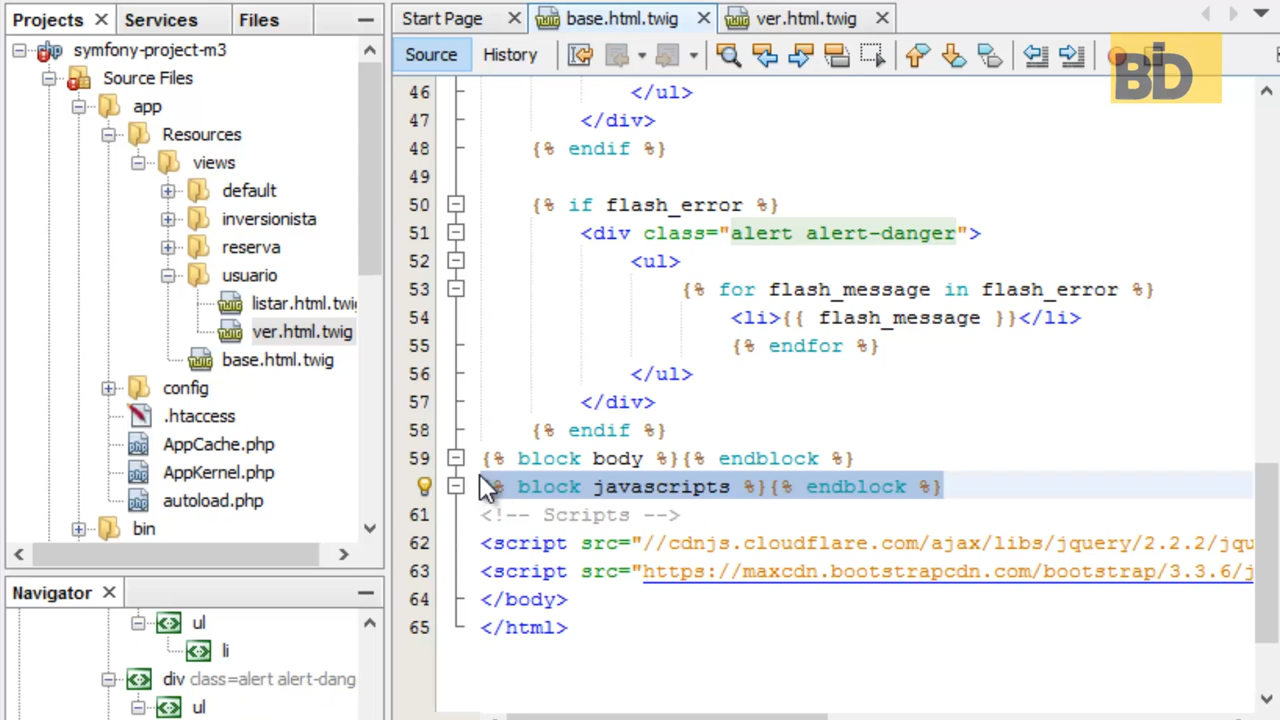 Projects
Services
Files
symfony-project-m3
Source Files
app
Resources
views
default
inversionista
reserva
usuario
listar.html.twi
ver.html.twig
base.html.twig
config
.htaccess
AppCache.php
AppKernel.php
autoload.php
bin
Navigator
ul
li
div class=alert alert-dang
ul
Start Page
base.html.twig
ver.html.twig
Source
History
BD
46 </ul>
47 </div>
48 {% endif %}
49
50 {% if flash_error %}
51 <div class="alert alert-danger">
52 <ul>
53 {% for flash_message in flash_error %}
54 <li>{{ flash_message }}</li>
55 {% endfor %}
56 </ul>
57 </div>
58 {% endif %}
59 {% block body %}{% endblock %}
% block javascripts %}{% endblock %}
61 <!-- Scripts -->
62 <script src="//cdnjs.cloudflare.com/ajax/libs/jquery/2.2.2/jqu
63 <script src="https://maxcdn.bootstrapcdn.com/bootstrap/3.3.6/j
64 </body>
65 </html>